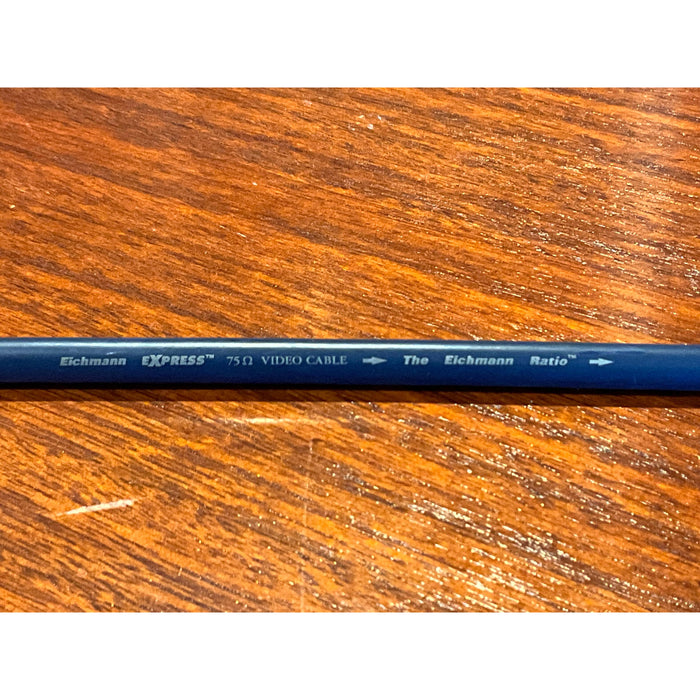 Eichmann eXPRESS™ 75Ω VIDEO CABLE → The Eichmann Ratio™ →